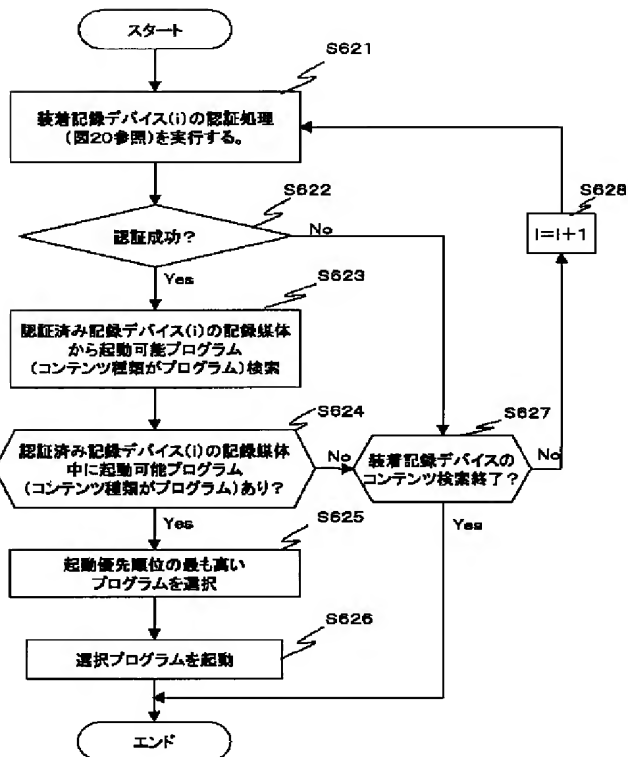 スタート
S621
装着記録デバイス(i)の認証処理
(図20参照)を実行する。
S622
認証成功?
No
Yes
S628
I=I+1
S623
認証済み記録デバイス(i)の記録媒体
から起動可能プログラム
(コンテンツ種類がプログラム)検索
S624
認証済み記録デバイス(i)の記録媒体
中に起動可能プログラム
(コンテンツ種類がプログラム)あり?
No
Yes
S627
装着記録デバイスの
コンテンツ検索終了?
No
Yes
S625
起動優先順位の最も高い
プログラムを選択
S626
選択プログラムを起動
エンド